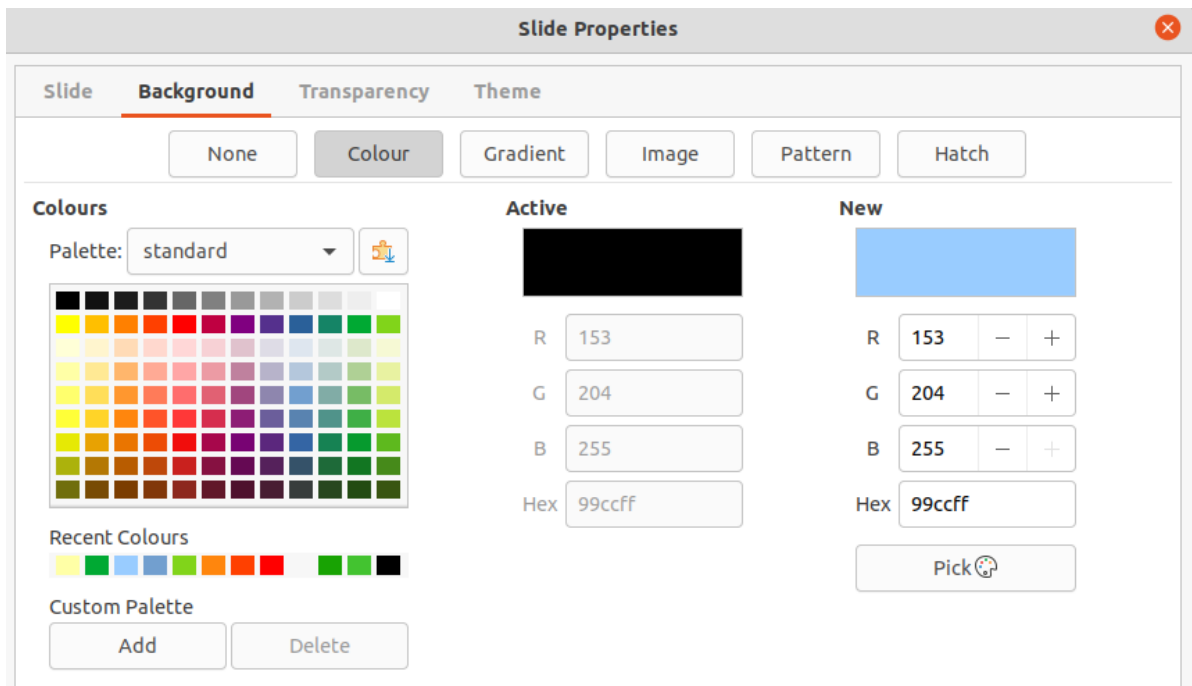 Slide Properties
Slide Background Transparency Theme
None Colour Gradient Image Pattern Hatch
Colours
Palette: standard
Recent Colours
Custom Palette
Add Delete
Active
R 153
G 204
B 255
Hex 99ccff
New
R 153 — +
G 204 — +
B 255 — +
Hex 99ccff
Pick